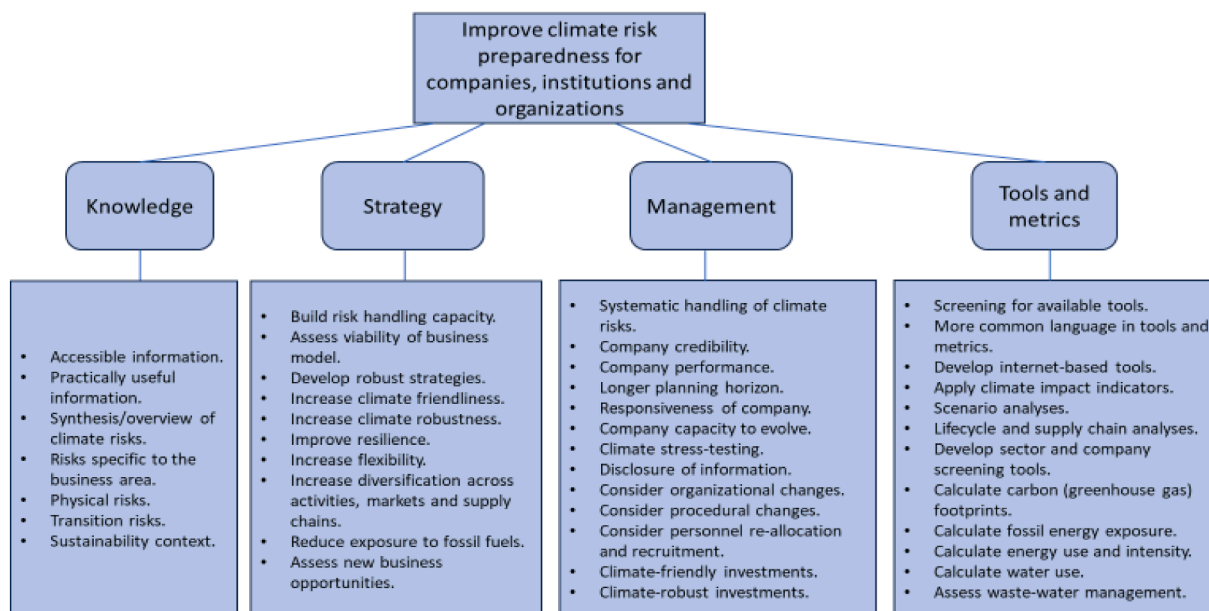 Improve climate risk
preparedness for
companies, institutions and
organizations
Knowledge
Strategy
Management
Tools and
metrics
• Accessible information.
• Practically useful
information.
• Synthesis/overview of
climate risks.
• Risks specific to the
business area.
• Physical risks.
• Transition risks.
• Sustainability context.
• Build risk handling capacity.
• Assess viability of business
model.
• Develop robust strategies.
• Increase climate friendliness.
• Increase climate robustness.
• Improve resilience.
• Increase flexibility.
• Increase diversification across
activities, markets and supply
chains.
• Reduce exposure to fossil fuels.
• Assess new business
opportunities.
• Systematic handling of climate
risks.
• Company credibility.
• Company performance.
• Longer planning horizon.
• Responsiveness of company.
• Company capacity to evolve.
• Climate stress-testing.
• Disclosure of information.
• Consider organizational changes.
• Consider procedural changes.
• Consider personnel re-allocation
and recruitment.
• Climate-friendly investments.
• Climate-robust investments.
• Screening for available tools.
• More common language in tools and
metrics.
• Develop internet-based tools.
• Apply climate impact indicators.
• Scenario analyses.
• Lifecycle and supply chain analyses.
• Develop sector and company
screening tools.
• Calculate carbon (greenhouse gas)
footprints.
• Calculate fossil energy exposure.
• Calculate energy use and intensity.
• Calculate water use.
• Assess waste-water management.